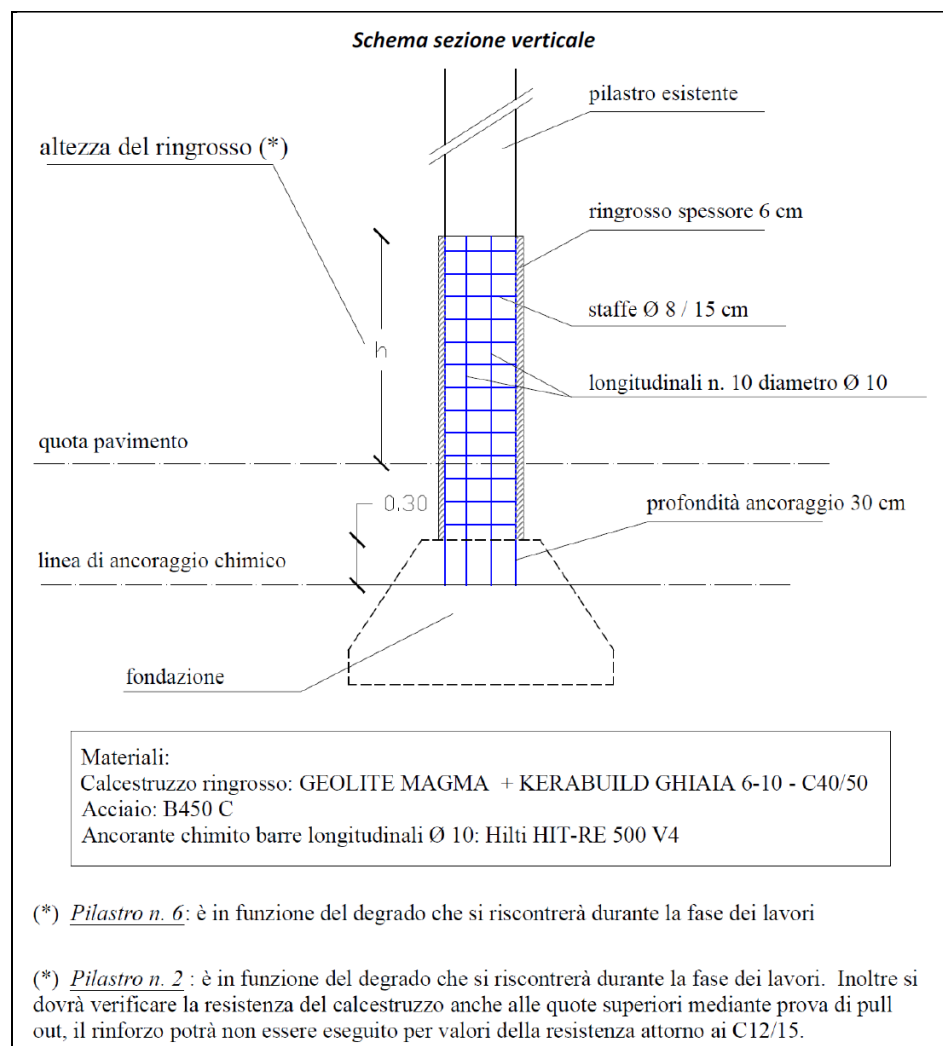 Schema sezione verticale
pilastro esistente
altezza del ringrosso (*)
ringrosso spessore 6 cm
staffe Ø 8 / 15 cm
h
longitudinali n. 10 diametro Ø 10
quota pavimento
0.30
profondità ancoraggio 30 cm
linea di ancoraggio chimico
fondazione
Materiali:
Calcestruzzo ringrosso: GEOLITE MAGMA + KERABUILD GHIAIA 6-10 - C40/50
Acciaio: B450 C
Ancorante chimito barre longitudinali Ø 10: Hilti HIT-RE 500 V4
(*) Pilastro n. 6: è in funzione del degrado che si riscontrerà durante la fase dei lavori
(*) Pilastro n. 2 : è in funzione del degrado che si riscontrerà durante la fase dei lavori. Inoltre si
dovrà verificare la resistenza del calcestruzzo anche alle quote superiori mediante prova di pull
out, il rinforzo potrà non essere eseguito per valori della resistenza attorno ai C12/15.